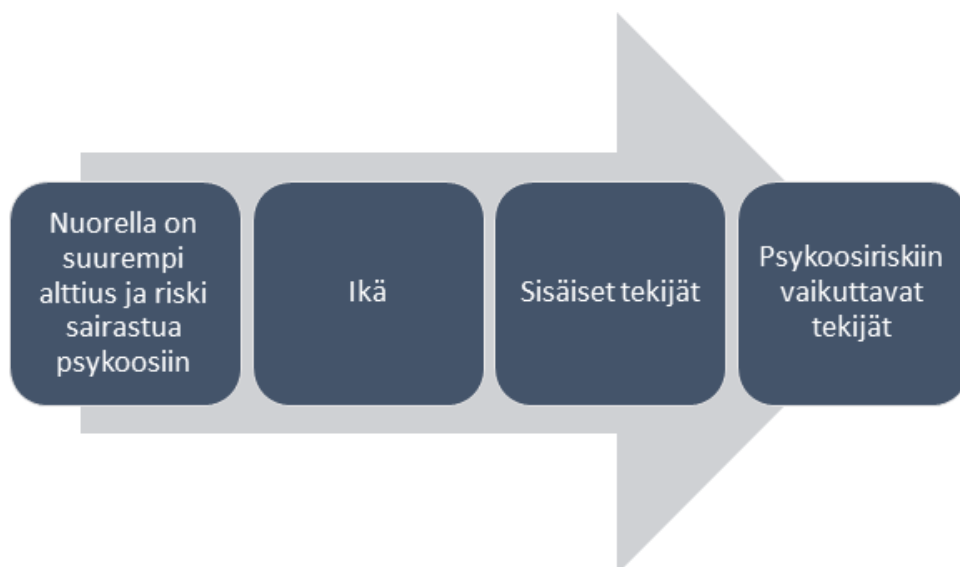 Nuorella on
suurempi
alttius ja riski
sairastua
psykoosiin
Ikä
Sisäiset tekijät
Psykoosiriskiin
vaikuttavat
tekijät